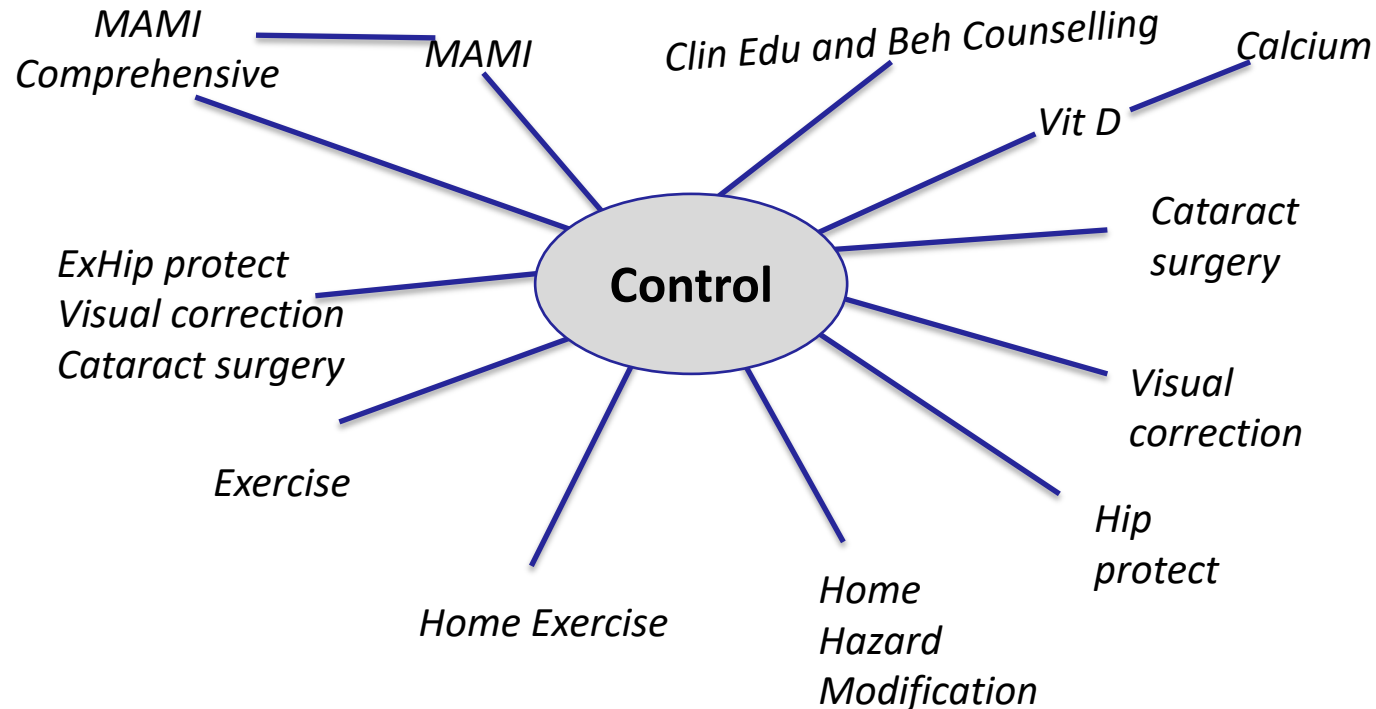 MAMI
Comprehensive
MAMI
Clin Edu and Beh Counselling
Calcium
Vit D
Cataract
surgery
ExHip protect
Visual correction
Cataract surgery
Control
Visual
correction
Exercise
Hip
protect
Home Exercise
Home
Hazard
Modification